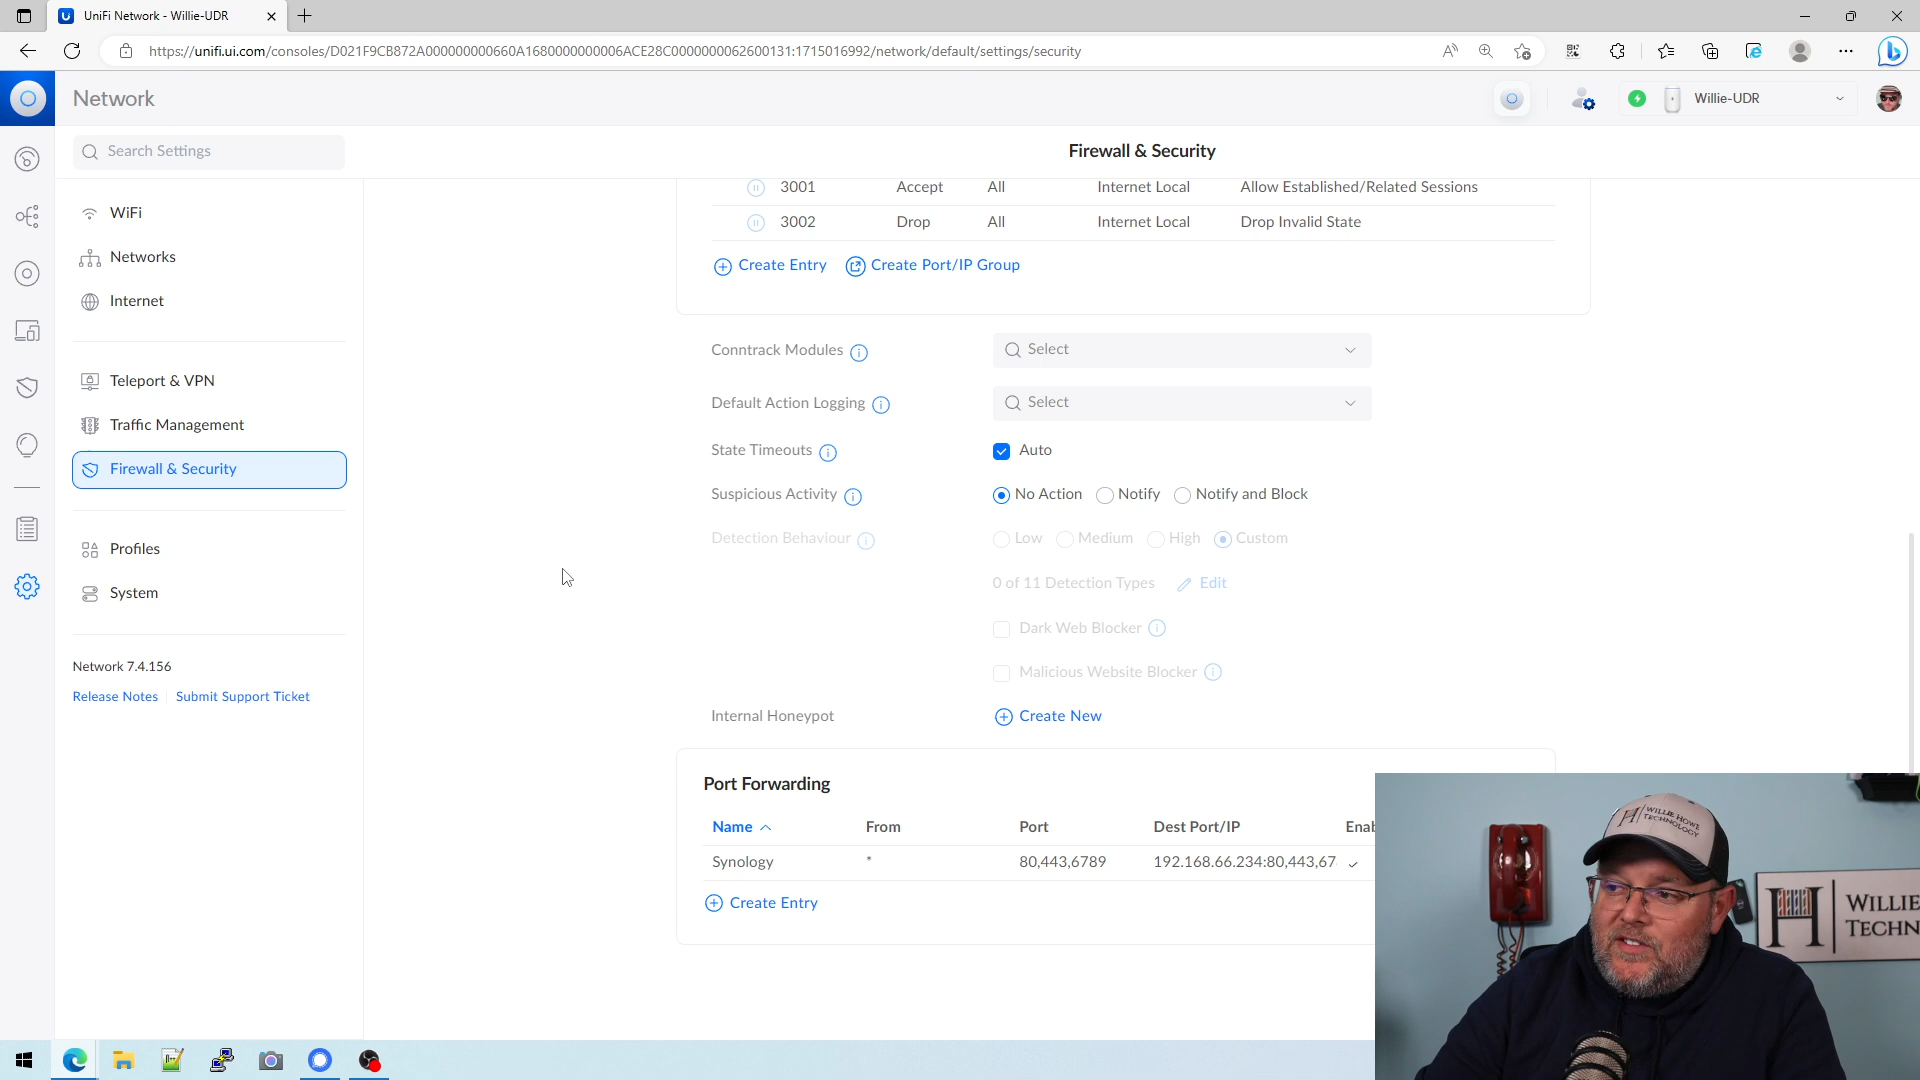 UniFi Network - Willie-UDR
https://unifi.ui.com/consoles/D021F9CB872A000000000660A1680000000006ACE28C0000000062600131:1715016992/network/default/settings/security
Network
Willie-UDR
Search Settings
Firewall & Security
WiFi
Networks
Internet
Teleport & VPN
Traffic Management
Firewall & Security
Profiles
System
Network 7.4.156
Release Notes Submit Support Ticket
3001 Accept All Internet Local Allow Established/Related Sessions
3002 Drop All Internet Local Drop Invalid State
Create Entry Create Port/IP Group
Conntrack Modules Select
Default Action Logging Select
State Timeouts Auto
Suspicious Activity No Action Notify Notify and Block
Detection Behaviour Low Medium High Custom
0 of 11 Detection Types Edit
Dark Web Blocker
Malicious Website Blocker
Internal Honeypot Create New
Port Forwarding
Name From Port Dest Port/IP Enab
Synology * 80,443,6789 192.168.66.234:80,443,67
Create Entry
WILLIE HOWE
TECHNOLOGY
H WILLIE
TECHN